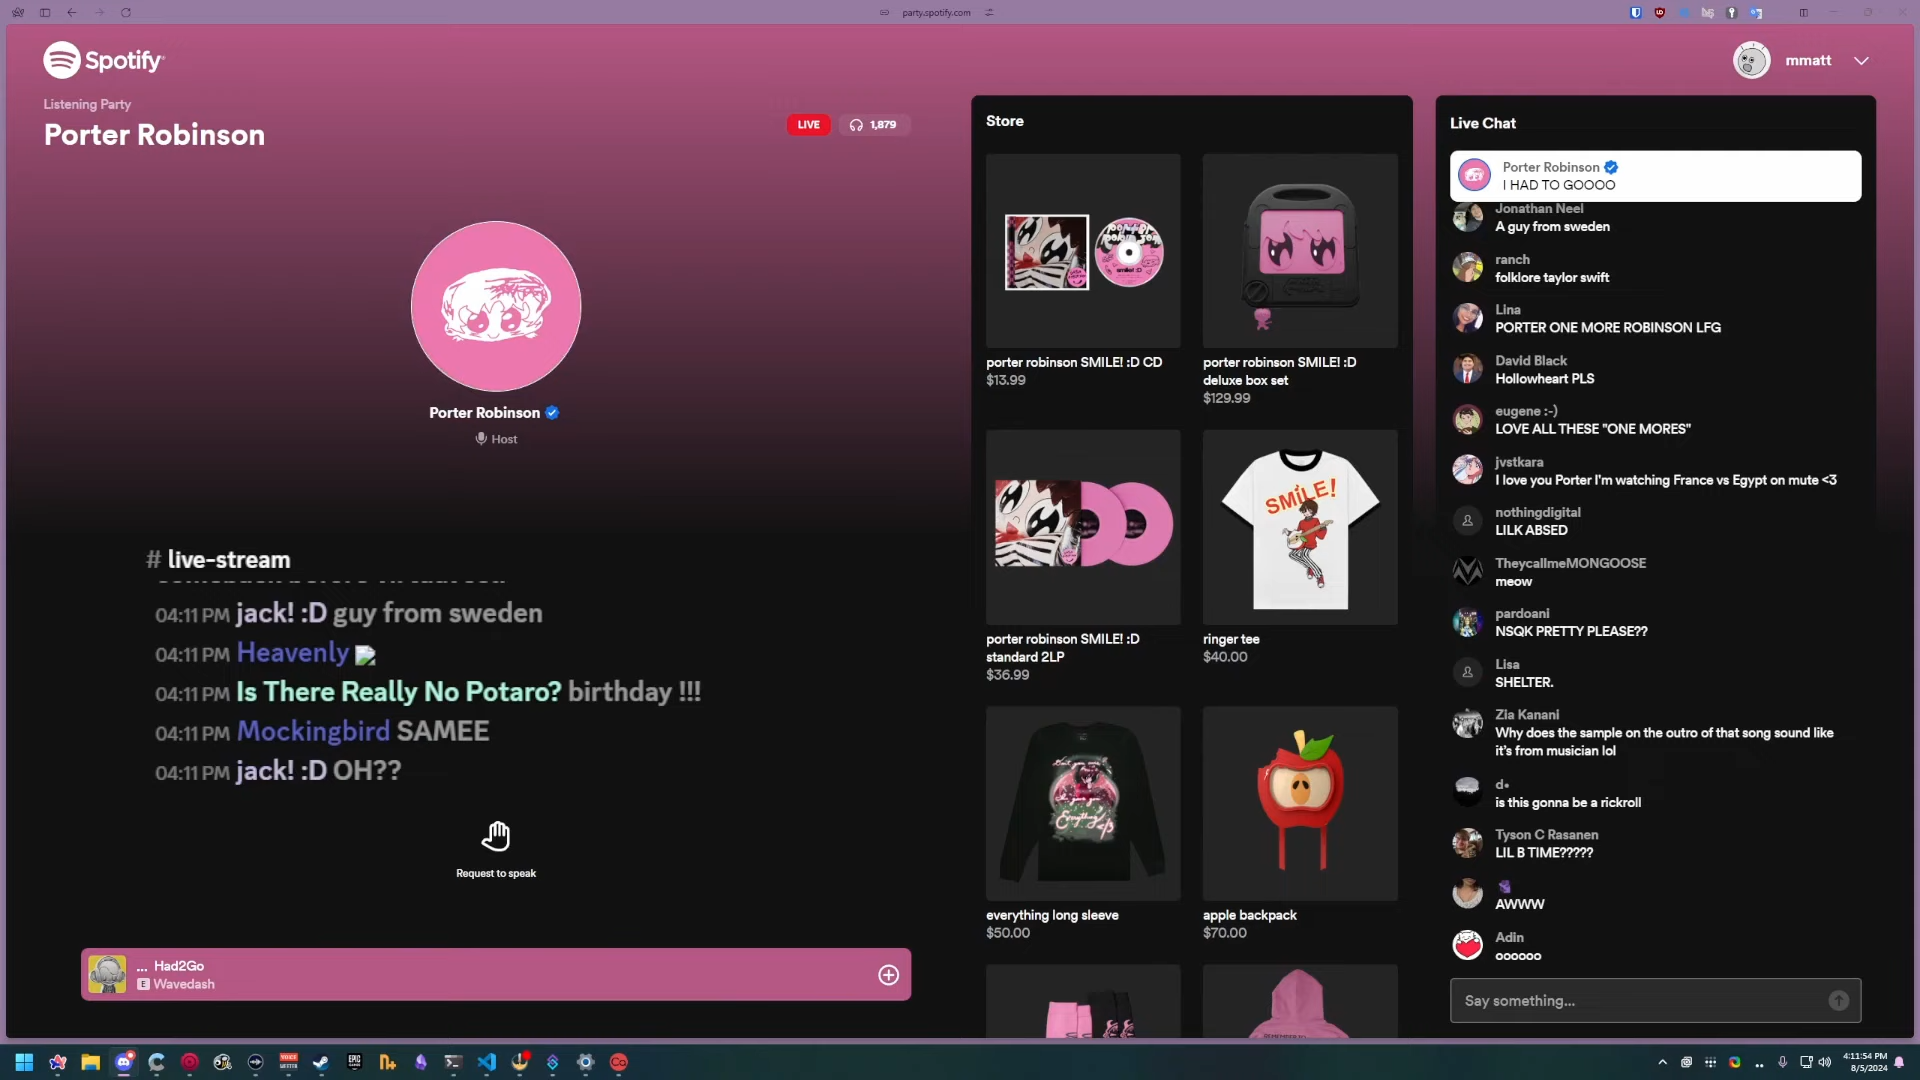 party.spotify.com
Spotify
mmatt
Listening Party
Porter Robinson
LIVE
1,879
Porter Robinson
Host
# live-stream
04:11 PM jack! :D guy from sweden
04:11 PM Heavenly
04:11 PM Is There Really No Potaro? birthday !!!
04:11 PM Mockingbird SAMEE
04:11 PM jack! :D OH??
Request to speak
... Had2Go
E Wavedash
Store
porter robinson SMILE! :D CD
$13.99
porter robinson SMILE! :D
deluxe box set
$129.99
porter robinson SMILE! :D
standard 2LP
$36.99
SMiLE!
ringer tee
$40.00
everything long sleeve
$50.00
apple backpack
$70.00
Live Chat
Porter Robinson
I HAD TO GOOOO
Jonathan Neel
A guy from sweden
ranch
folklore taylor swift
Lina
PORTER ONE MORE ROBINSON LFG
David Black
Hollowheart PLS
eugene :-)
LOVE ALL THESE "ONE MORES"
jvstkara
I love you Porter I'm watching France vs Egypt on mute <3
nothingdigital
LILK ABSED
TheycallmeMONGOOSE
meow
pardoani
NSQK PRETTY PLEASE??
Lisa
SHELTER.
Zia Kanani
Why does the sample on the outro of that song sound like
it's from musician lol
d•
is this gonna be a rickroll
Tyson C Rasanen
LIL B TIME?????
AWWW
Adin
oooooo
Say something...
4:11:54 PM
8/5/2024